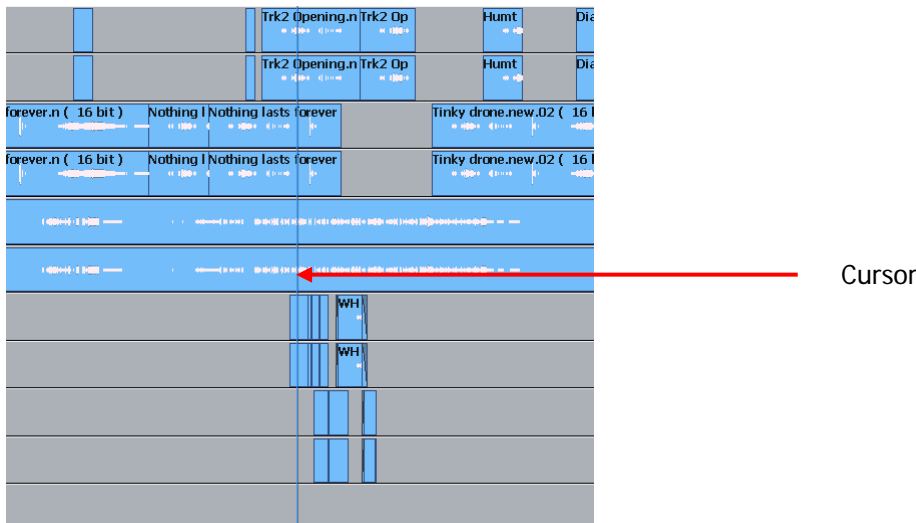 Trk2 Opening.n Trk2 Op Humt Dia
Trk2 Opening.n Trk2 Op Humt Dia
forever.n ( 16 bit ) Nothing l Nothing lasts forever Tinky drone.new.02 ( 16 l
forever.n ( 16 bit ) Nothing l Nothing lasts forever Tinky drone.new.02 ( 16 l
Cursor
WH
WH